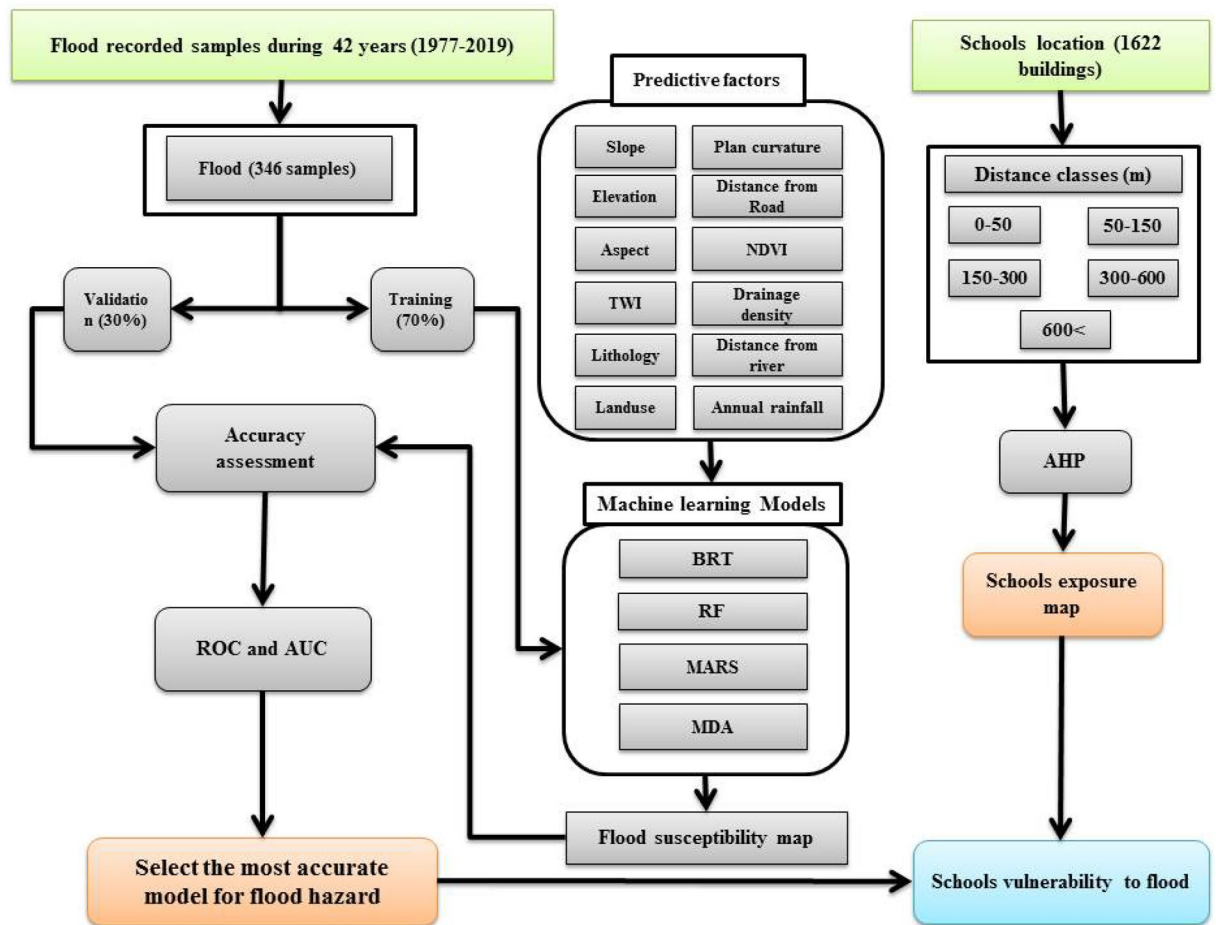 Flood recorded samples during 42 years (1977-2019)
Flood (346 samples)
Validatio
n (30%)
Training
(70%)
Accuracy
assessment
ROC and AUC
Select the most accurate
model for flood hazard
Predictive factors
Slope
Plan curvature
Elevation
Distance from
Road
Aspect
NDVI
TWI
Drainage
density
Lithology
Distance from
river
Landuse
Annual rainfall
Machine learning Models
BRT
RF
MARS
MDA
Flood susceptibility map
Schools location (1622
buildings)
Distance classes (m)
0-50
50-150
150-300
300-600
600<
AHP
Schools exposure
map
Schools vulnerability to flood